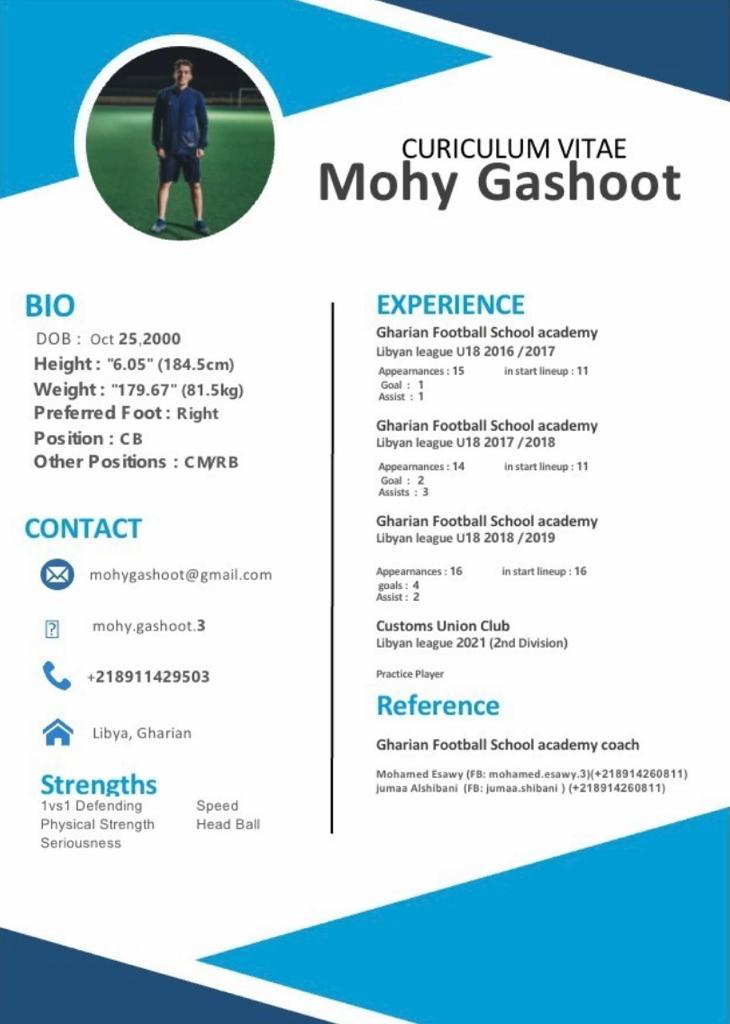 CURICULUM VITAE
Mohy Gashoot
BIO
DOB : Oct 25,2000
Height : "6.05" (184.5cm)
Weight : "179.67" (81.5kg)
Preferred Foot : Right
Position : CB
Other Positions : CM/RB
CONTACT
mohygashoot@gmail.com
mohy.gashoot.3
+218911429503
Libya, Gharian
Strengths
1vs1 Defending Speed
Physical Strength Head Ball
Seriousness
EXPERIENCE
Gharian Football School academy
Libyan league U18 2016 /2017
Appearnances : 15 in start lineup : 11
Goal : 1
Assist : 1
Gharian Football School academy
Libyan league U18 2017 /2018
Appearnances : 14 in start lineup : 11
Goal : 2
Assists : 3
Gharian Football School academy
Libyan league U18 2018 /2019
Appearnances : 16 in start lineup : 16
goals : 4
Assist : 2
Customs Union Club
Libyan league 2021 (2nd Division)
Practice Player
Reference
Gharian Football School academy coach
Mohamed Esawy (FB: mohamed.esawy.3)(+218914260811)
jumaa Alshibani (FB: jumaa.shibani ) (+218914260811)